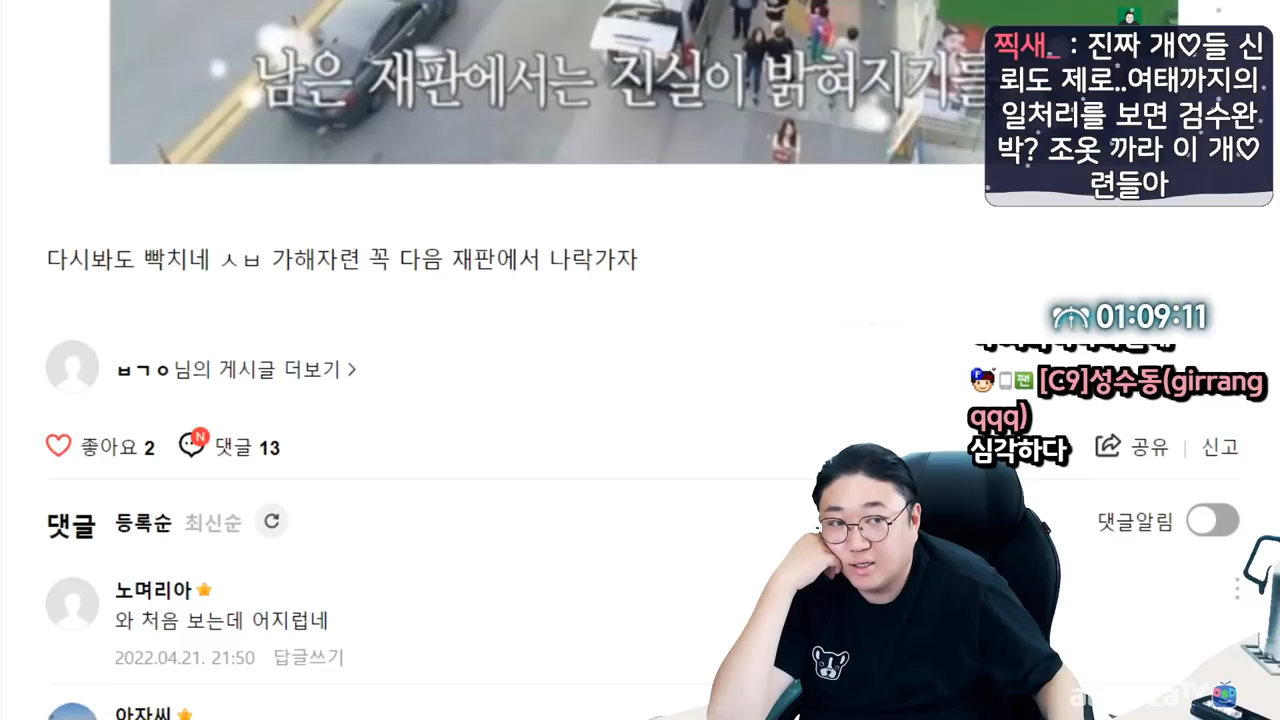 남은 재판에서는 진실이 밝혀지기를
찍새_ : 진짜 개♡들 신
뢰도 제로..여태까지의
일처리를 보면 검수완
박? 조옷 까라 이 개♡
련들아
다시봐도 빡치네 ㅅㅂ 가해자련 꼭 다음 재판에서 나락가자
01:09:11
ㅂㄱㅇ님의 게시글 더보기 >
[C9]성수동(girrang
qqq)
심각하다
좋아요 2 댓글 13
공유 | 신고
댓글 등록순 최신순
댓글알림
노며리아
와 처음 보는데 어지럽네
2022.04.21. 21:50 답글쓰기
아자씨